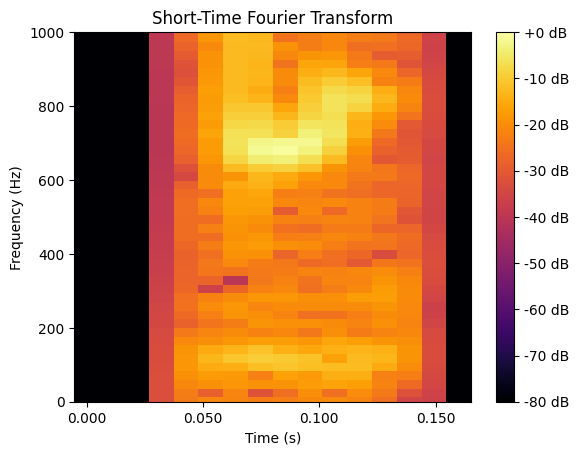 Short-Time Fourier Transform
1000
800
600
400
200
0
Frequency (Hz)
0.000
0.050
0.100
0.150
Time (s)
+0 dB
-10 dB
-20 dB
-30 dB
-40 dB
-50 dB
-60 dB
-70 dB
-80 dB